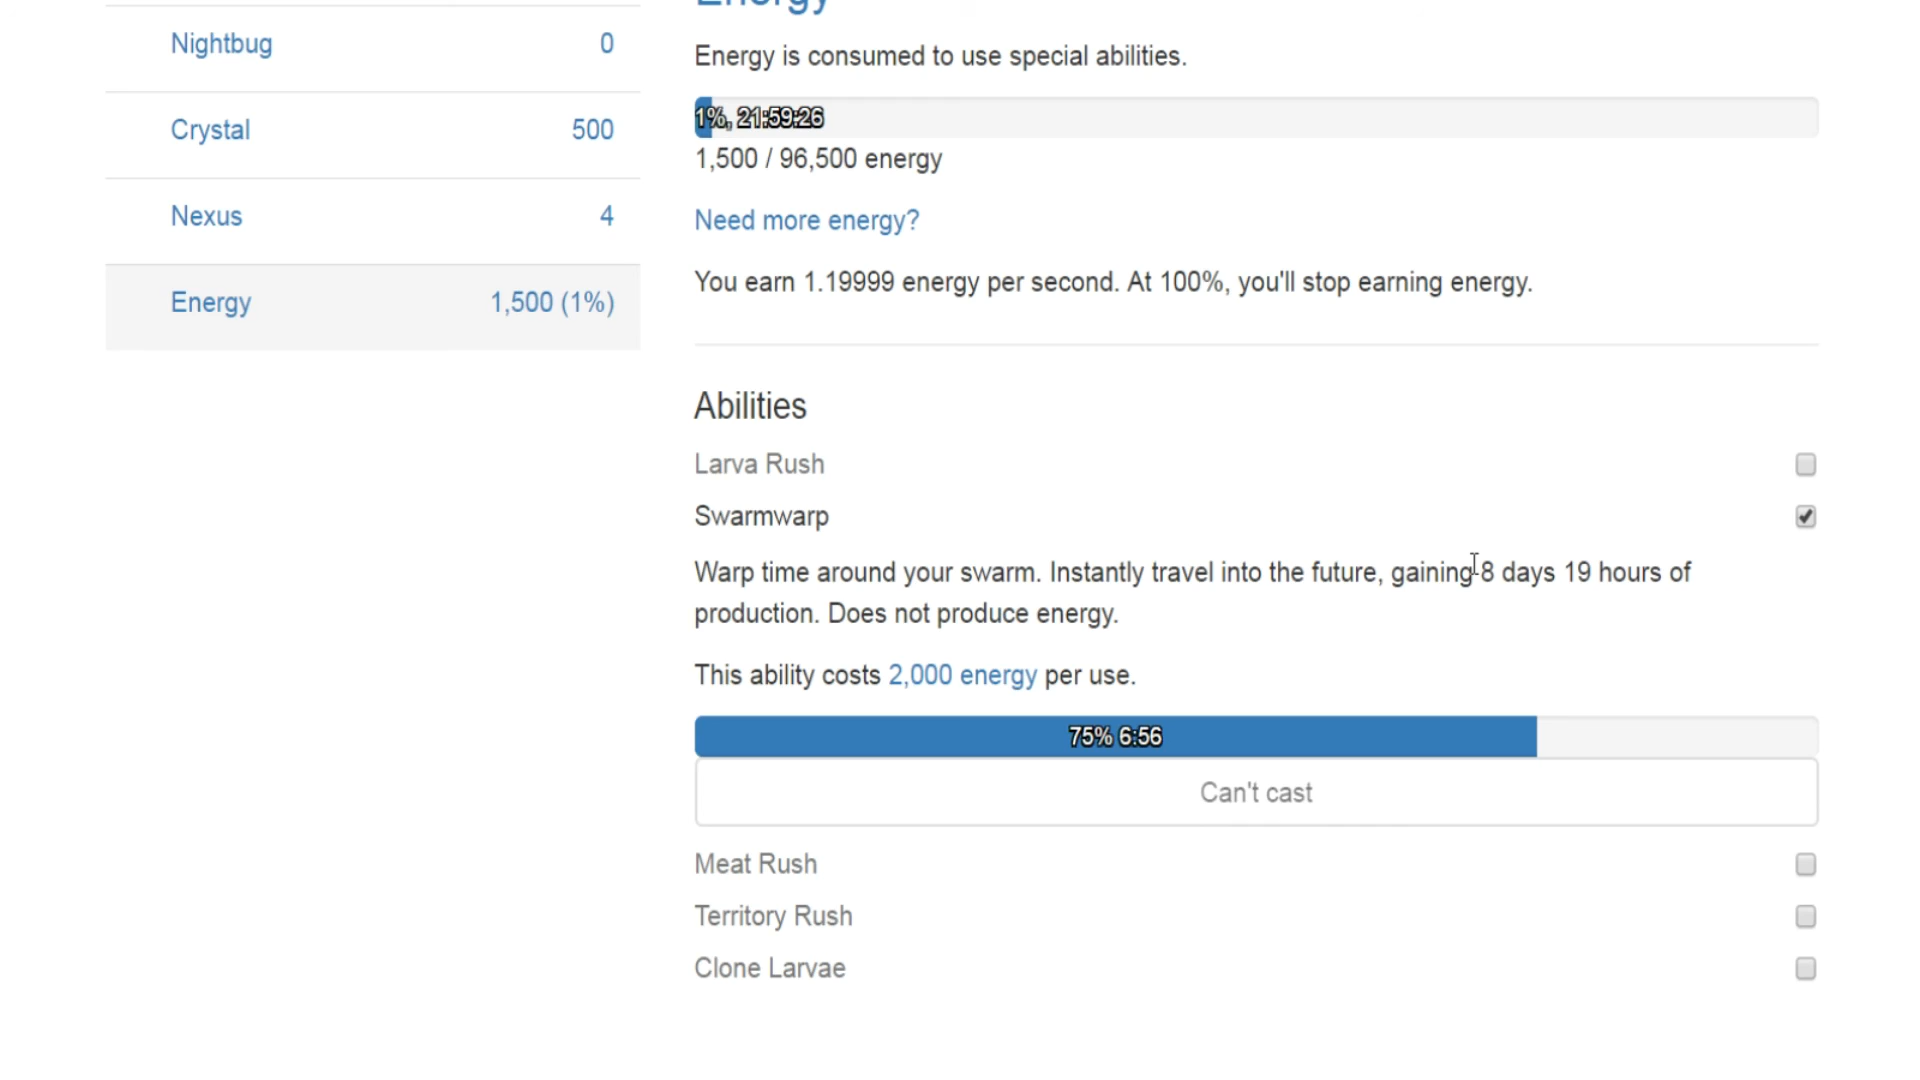 Energy
Nightbug 0
Energy is consumed to use special abilities.
1%, 21:59:26
Crystal 500
1,500 / 96,500 energy
Nexus 4
Need more energy?
You earn 1.19999 energy per second. At 100%, you'll stop earning energy.
Energy 1,500 (1%)
Abilities
Larva Rush
Swarmwarp
Warp time around your swarm. Instantly travel into the future, gaining 8 days 19 hours of
production. Does not produce energy.
This ability costs 2,000 energy per use.
75% 6:56
Can't cast
Meat Rush
Territory Rush
Clone Larvae